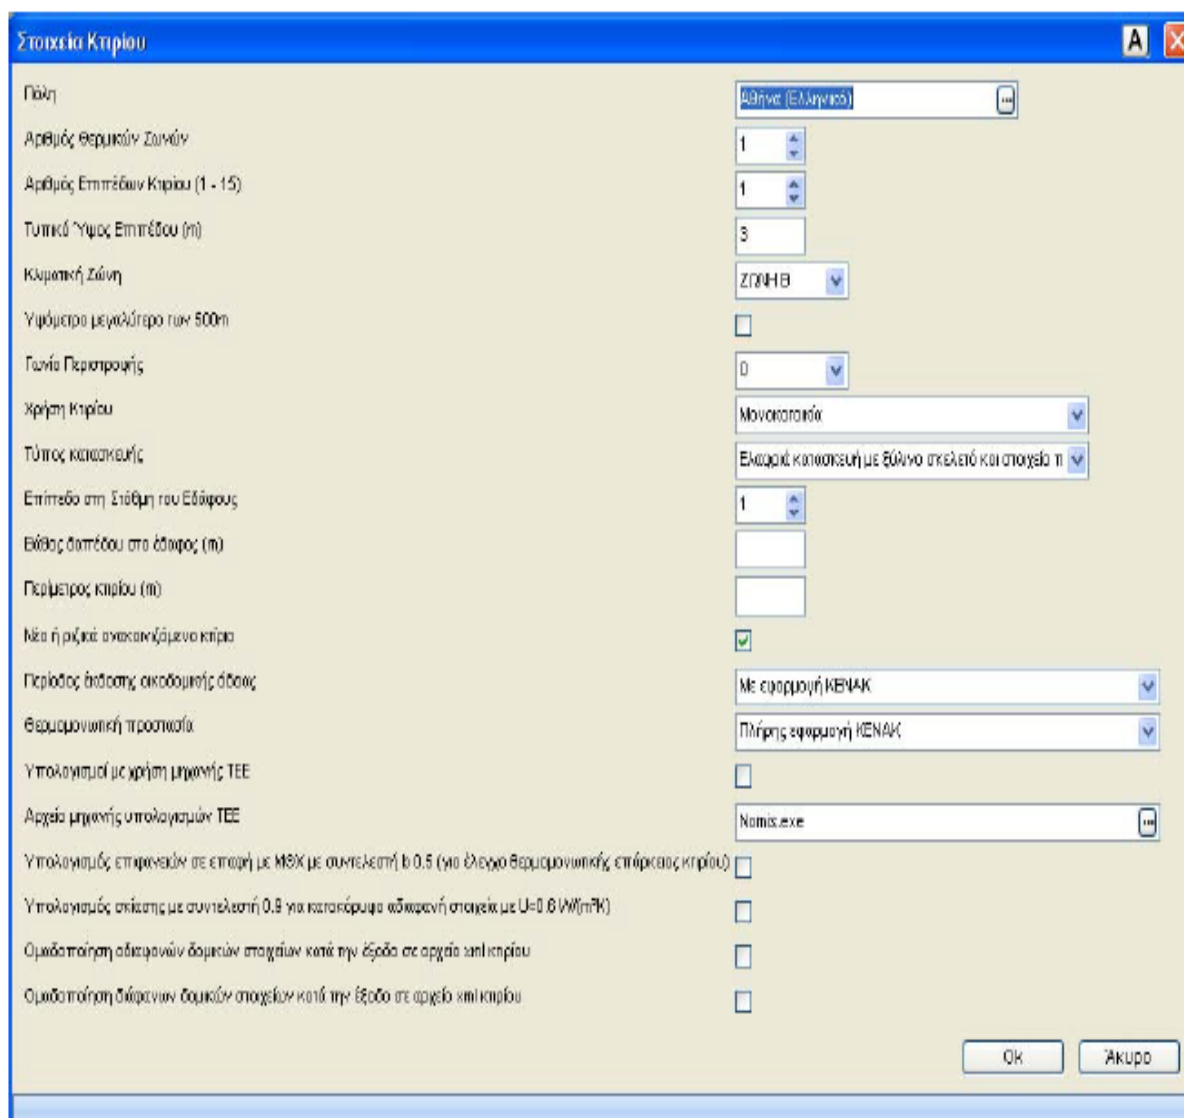 Στοιχεία Κτιρίου
A
Πόλη
Αθήνα (Ελληνικό)
Αριθμός Θερμικών Ζωνών
1
Αριθμός Επιπέδων Κτιρίου (1 - 15)
1
Τυπικό Ύψος Επιπέδου (m)
3
Κλιματική Ζώνη
ΖΩΝΗ Β
Υψόμετρο μεγαλύτερο των 500m
Γωνία Περιστροφής
0
Χρήση Κτιρίου
Μονοκατοικία
Τύπος κατασκευής
Ελαφριά κατασκευή με ξύλινο σκελετό και στοιχεία π
Επίπεδο στη Στάθμη του Εδάφους
1
Βάθος δαπέδου στο έδαφος (m)
Περίμετρος κτιρίου (m)
Νέο ή ριζικά ανακαινιζόμενο κτίριο
Περίοδος έκδοσης οικοδομικής άδειας
Με εφαρμογή ΚΕΝΑΚ
Θερμομονωτική προστασία
Πλήρης εφαρμογή ΚΕΝΑΚ
Υπολογισμοί με χρήση μηχανής ΤΕΕ
Αρχείο μηχανής υπολογισμών ΤΕΕ
Nomis.exe
Υπολογισμός επιφανειών σε επαφή με ΜΘΧ με συντελεστή b 0.5 (για έλεγχο θερμομονωτικής επάρκειας κτιρίου)
Υπολογισμός σκίασης με συντελεστή 0.9 για κατακόρυφα αδιαφανή στοιχεία με U=0.6 W/(m²K)
Ομαδοποίηση αδιαφανών δομικών στοιχείων κατά την έξοδο σε αρχείο xml κτιρίου
Ομαδοποίηση διάφανων δομικών στοιχείων κατά την έξοδο σε αρχείο xml κτιρίου
Ok Άκυρο